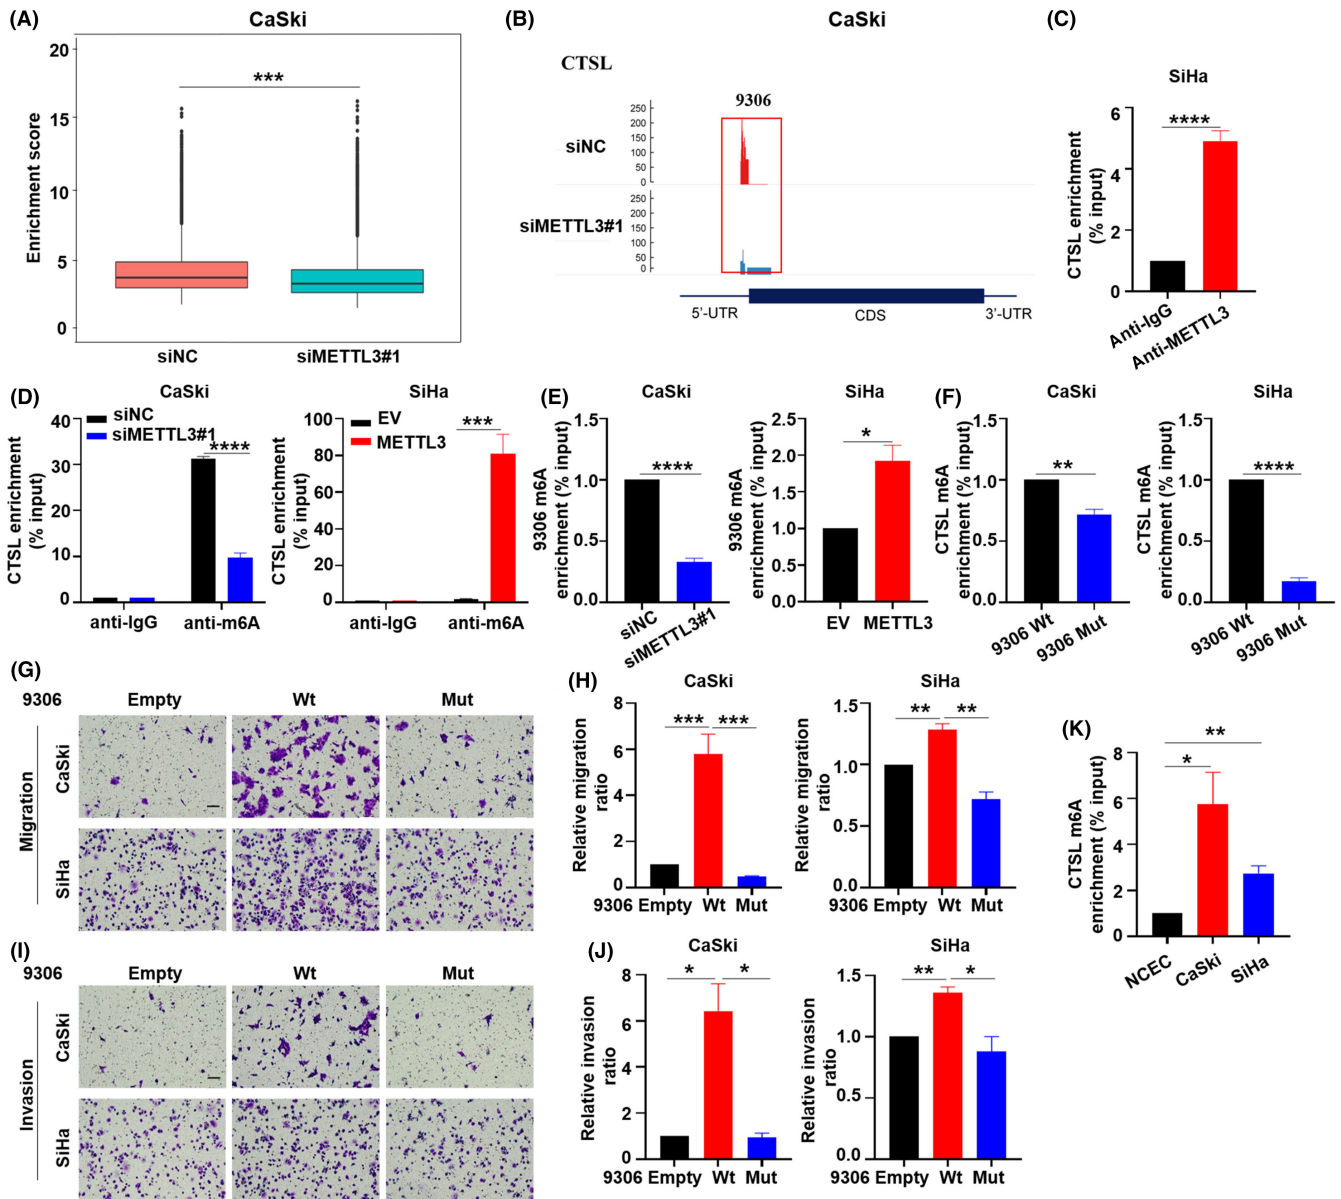 (A)
CaSki
Enrichment score
20
15
10
5
0
***
siNC
siMETTL3#1
(B)
CaSki
CTSL
9306
siNC
250
200
150
100
50
0
siMETTL3#1
250
200
150
100
50
0
5'-UTR
CDS
3'-UTR
(C)
SiHa
CTSL enrichment
(% input)
6
4
2
0
****
Anti-IgG
Anti-METTL3
(D)
CaSki
siNC
siMETTL3#1
CTSL enrichment
(% input)
40
30
20
10
0
****
anti-IgG
anti-m6A
SiHa
EV
METTL3
CTSL enrichment
(% input)
100
80
60
40
20
0
***
anti-IgG
anti-m6A
(E)
CaSki
9306 m6A
enrichment (% input)
1.5
1.0
0.5
0.0
****
siNC
siMETTL3#1
SiHa
9306 m6A
enrichment (% input)
2.5
2.0
1.5
1.0
0.5
0.0
*
EV
METTL3
(F)
CaSki
CTSL m6A
enrichment (% input)
1.5
1.0
0.5
0.0
**
9306 Wt
9306 Mut
SiHa
CTSL m6A
enrichment (% input)
1.5
1.0
0.5
0.0
****
9306 Wt
9306 Mut
(G)
9306 Empty Wt Mut
Migration
CaSki
SiHa
(H)
CaSki
Relative migration
ratio
8
6
4
2
0
*** ***
9306 Empty Wt Mut
SiHa
Relative migration
ratio
1.5
1.0
0.5
0.0
** **
9306 Empty Wt Mut
(I)
9306 Empty Wt Mut
Invasion
CaSki
SiHa
(J)
CaSki
Relative invasion
ratio
8
6
4
2
0
* *
9306 Empty Wt Mut
SiHa
Relative invasion
ratio
1.5
1.0
0.5
0.0
** *
9306 Empty Wt Mut
(K)
CTSL m6A
enrichment (% input)
8
6
4
2
0
**
*
NCEC
CaSki
SiHa